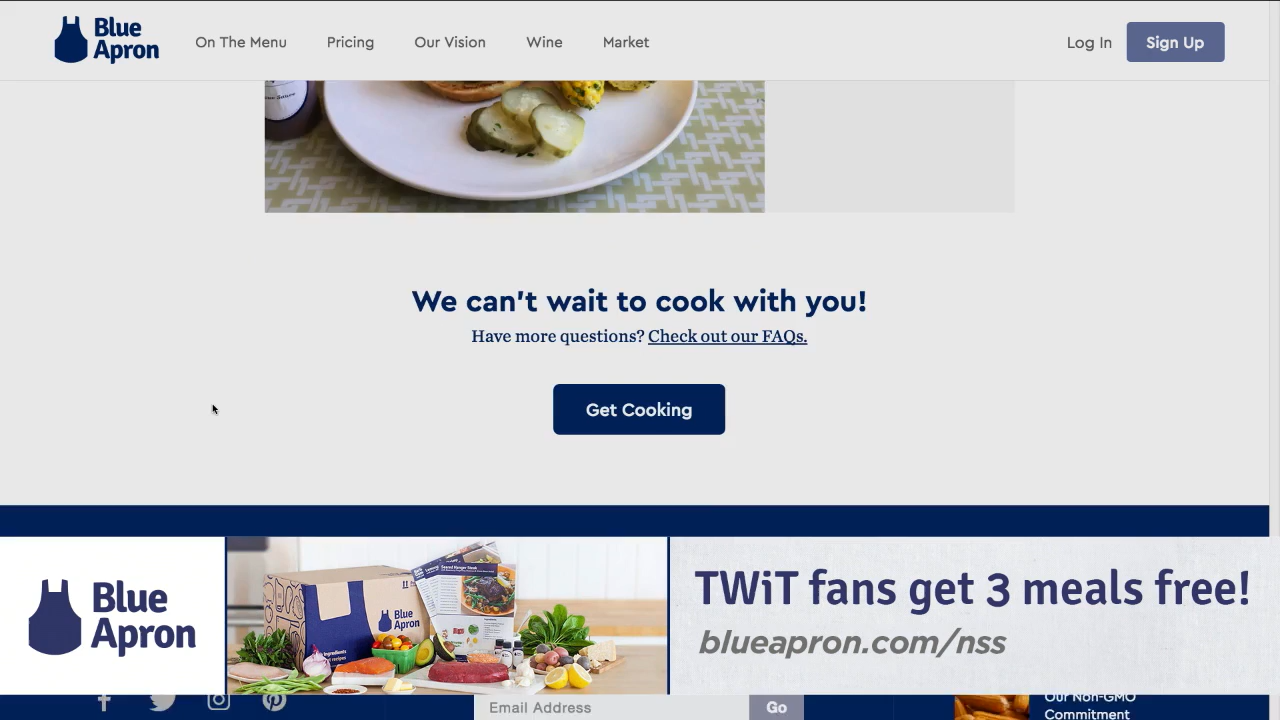 Blue
Apron
On The Menu
Pricing
Our Vision
Wine
Market
Log In
Sign Up
We can't wait to cook with you!
Have more questions? Check out our FAQs.
Get Cooking
Blue
Apron
Blue
Apron
TWiT fans get 3 meals free!
blueapron.com/nss
Email Address
Go
Our Non-GMO
Commitment